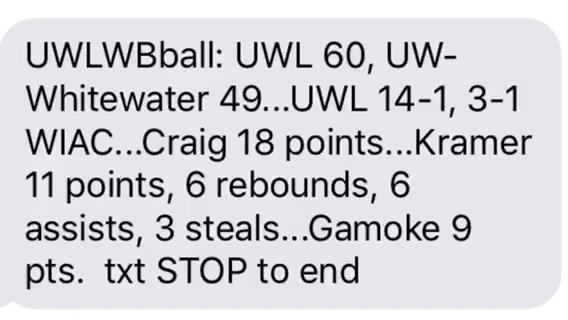 UWLWBball: UWL 60, UW-
Whitewater 49...UWL 14-1, 3-1
WIAC...Craig 18 points...Kramer
11 points, 6 rebounds, 6
assists, 3 steals...Gamoke 9
pts.  txt STOP to end